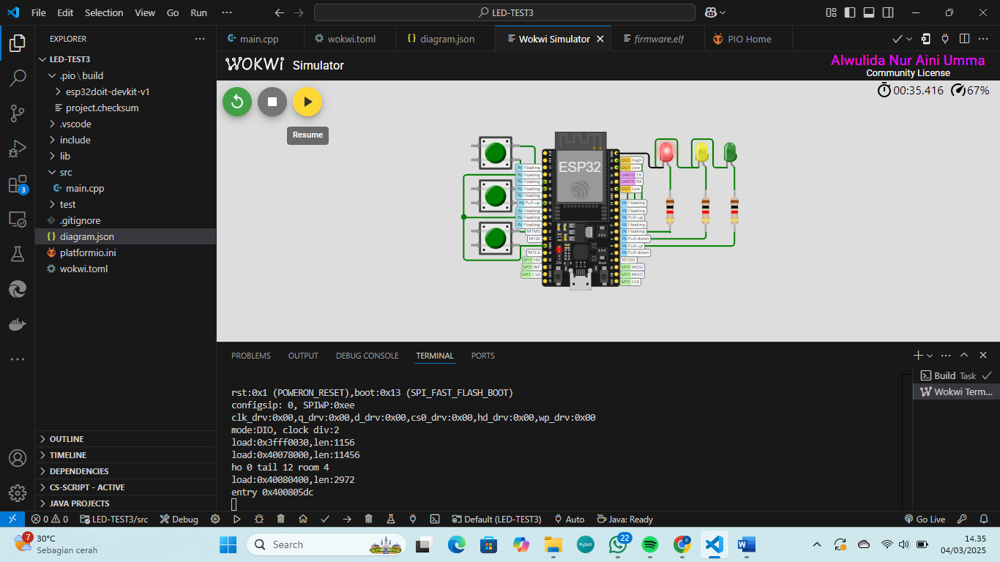 File Edit Selection View Go Run ··· LED-TEST3
EXPLORER
LED-TEST3
.pio \ build
esp32doit-devkit-v1
project.checksum
.vscode
include
lib
src
main.cpp
test
.gitignore
diagram.json
platformio.ini
wokwi.toml
3
OUTLINE
TIMELINE
DEPENDENCIES
CS-SCRIPT - ACTIVE
JAVA PROJECTS
main.cpp wokwi.toml {} diagram.json Wokwi Simulator firmware.elf PIO Home
WOKWI Simulator
Alwulida Nur Aini Umma
Community License
00:35.416 67%
Resume
ESP32
IN Floating
IN Floating
IN Floating
IN Floating
IN Floating
IN Pull-up
IN Floating
IN Floating
IN Floating
MTMS
MTDI
MTCK
SPI1 HD
SPI1 WP
SPI1 CS0
OUT High
OUT Low
UART0 TX
UART0 RX
OUT Low
IN Floating
IN Floating
IN Pull-up
IN Floating
IN Floating
IN Pull-down
IN Pull-up
IN Pull-down
MTDO
SPI1 MOSI
SPI1 MISO
SPI1 CLK
EN Boot
PROBLEMS OUTPUT DEBUG CONSOLE TERMINAL PORTS
Build Task
Wokwi Term...
rst:0x1 (POWERON_RESET),boot:0x13 (SPI_FAST_FLASH_BOOT)
configsip: 0, SPIWP:0xee
clk_drv:0x00,q_drv:0x00,d_drv:0x00,cs0_drv:0x00,hd_drv:0x00,wp_drv:0x00
mode:DIO, clock div:2
load:0x3fff0030,len:1156
load:0x40078000,len:11456
ho 0 tail 12 room 4
load:0x40080400,len:2972
entry 0x400805dc
0 0 LED-TEST3/src Debug Default (LED-TEST3) Auto Java: Ready Go Live
7 30°C
Sebagian cerah
Search
MySkill
22
14.35
04/03/2025